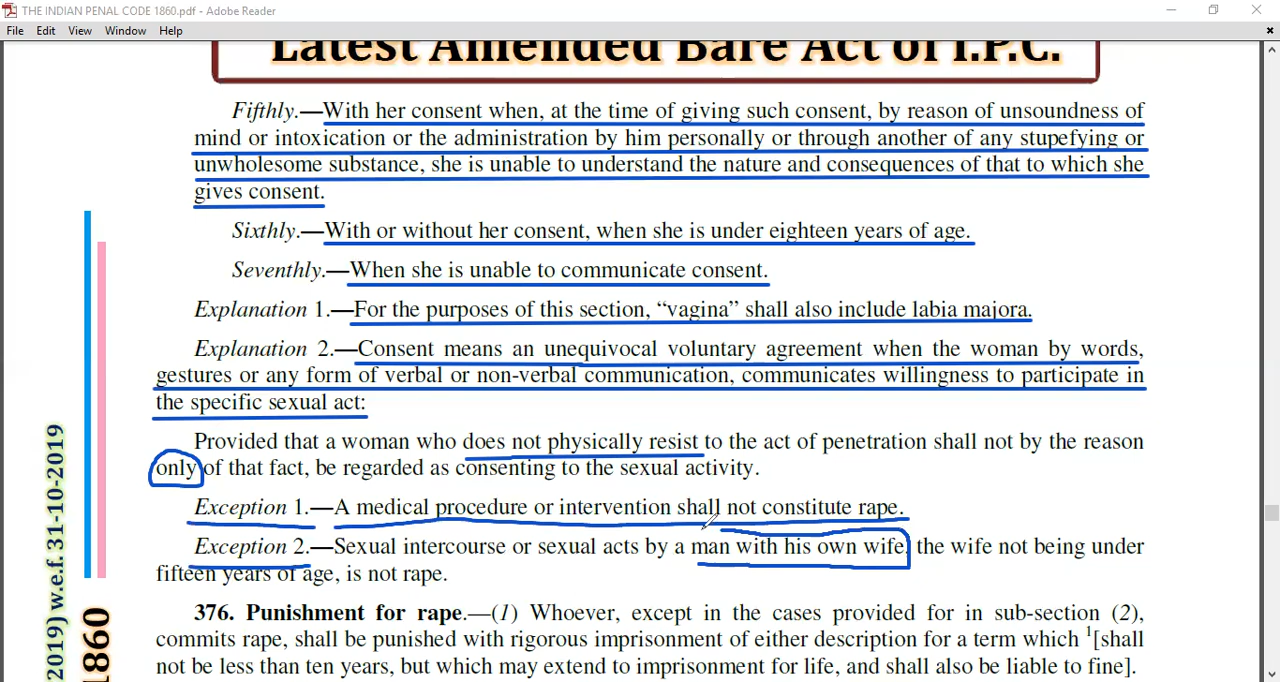 THE INDIAN PENAL CODE 1860.pdf - Adobe Reader
File Edit View Window Help
Latest Amended Bare Act of I.P.C.
Fifthly.—With her consent when, at the time of giving such consent, by reason of unsoundness of
mind or intoxication or the administration by him personally or through another of any stupefying or
unwholesome substance, she is unable to understand the nature and consequences of that to which she
gives consent.
Sixthly.—With or without her consent, when she is under eighteen years of age.
Seventhly.—When she is unable to communicate consent.
Explanation 1.—For the purposes of this section, “vagina” shall also include labia majora.
Explanation 2.—Consent means an unequivocal voluntary agreement when the woman by words,
gestures or any form of verbal or non-verbal communication, communicates willingness to participate in
the specific sexual act:
Provided that a woman who does not physically resist to the act of penetration shall not by the reason
only of that fact, be regarded as consenting to the sexual activity.
Exception 1.—A medical procedure or intervention shall not constitute rape.
Exception 2.—Sexual intercourse or sexual acts by a man with his own wife, the wife not being under
fifteen years of age, is not rape.
376. Punishment for rape.—(1) Whoever, except in the cases provided for in sub-section (2),
commits rape, shall be punished with rigorous imprisonment of either description for a term which 1[shall
not be less than ten years, but which may extend to imprisonment for life, and shall also be liable to fine].
2019) w.e.f. 31-10-2019
1860